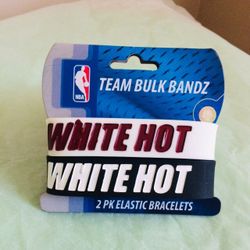 NBA
TEAM BULK BANDZ
WHITE HOT
WHITE HOT
2 PK ELASTIC BRACELETS